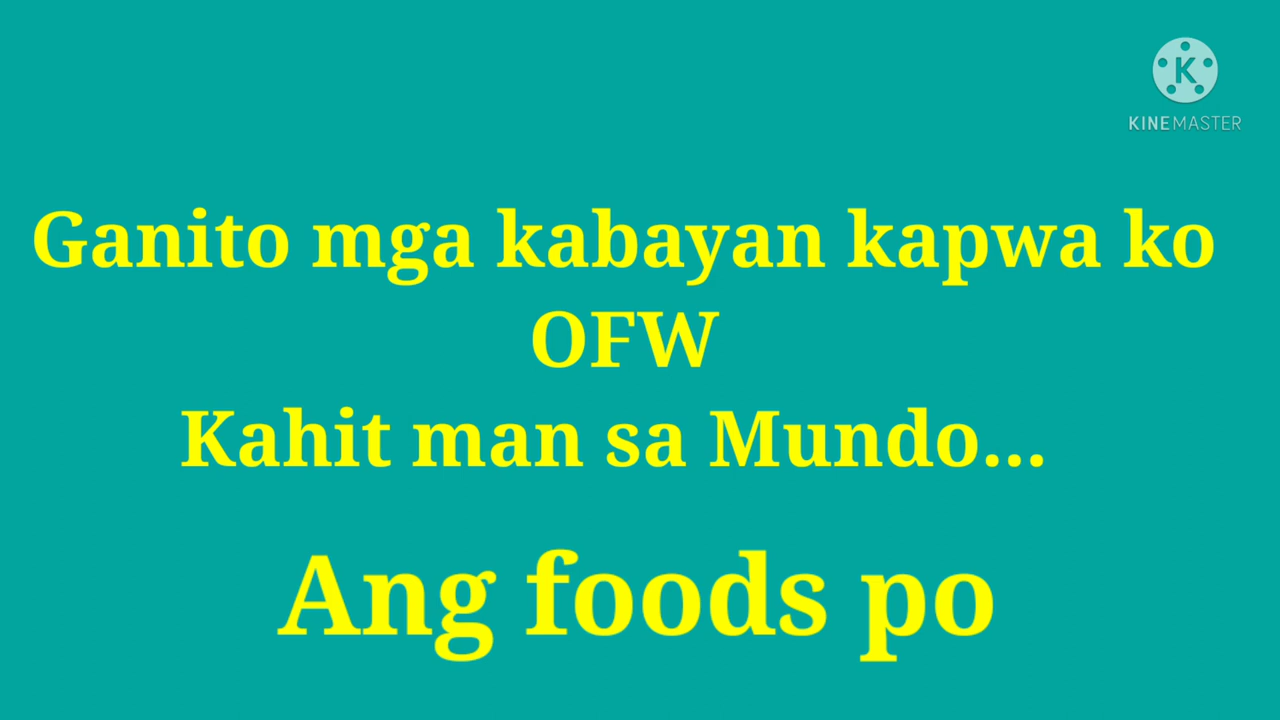 KINEMASTER
Ganito mga kabayan kapwa ko
OFW
Kahit man sa Mundo...
Ang foods po